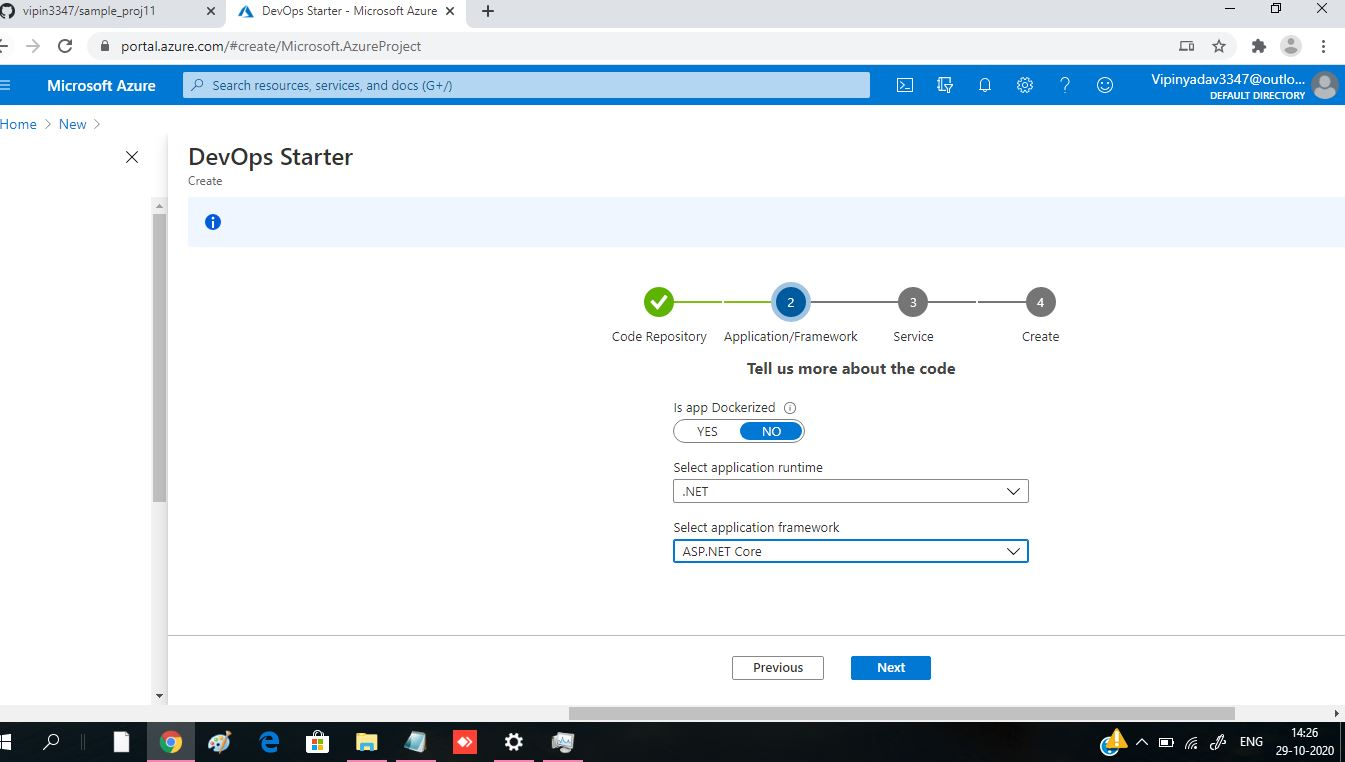 vipin3347/sample_proj11
DevOps Starter - Microsoft Azure
portal.azure.com/#create/Microsoft.AzureProject
Microsoft Azure
Search resources, services, and docs (G+/)
Vipinyadav3347@outlo...
DEFAULT DIRECTORY
Home > New >
DevOps Starter
Create
2
3
4
Code Repository
Application/Framework
Service
Create
Tell us more about the code
Is app Dockerized
YES
NO
Select application runtime
.NET
Select application framework
ASP.NET Core
Previous
Next
ENG
14:26
29-10-2020